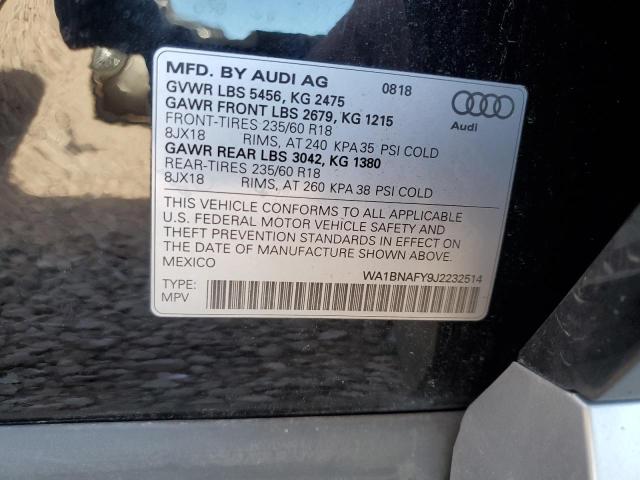 MFD. BY AUDI AG 0818
GVWR LBS 5456, KG 2475
GAWR FRONT LBS 2679, KG 1215
FRONT-TIRES 235/60 R18
8JX18 RIMS, AT 240 KPA 35 PSI COLD
GAWR REAR LBS 3042, KG 1380
REAR-TIRES 235/60 R18
8JX18 RIMS, AT 260 KPA 38 PSI COLD
Audi
THIS VEHICLE CONFORMS TO ALL APPLICABLE
U.S. FEDERAL MOTOR VEHICLE SAFETY AND
THEFT PREVENTION STANDARDS IN EFFECT ON
THE DATE OF MANUFACTURE SHOWN ABOVE.
MEXICO WA1BNAFY9J2232514
TYPE:
MPV